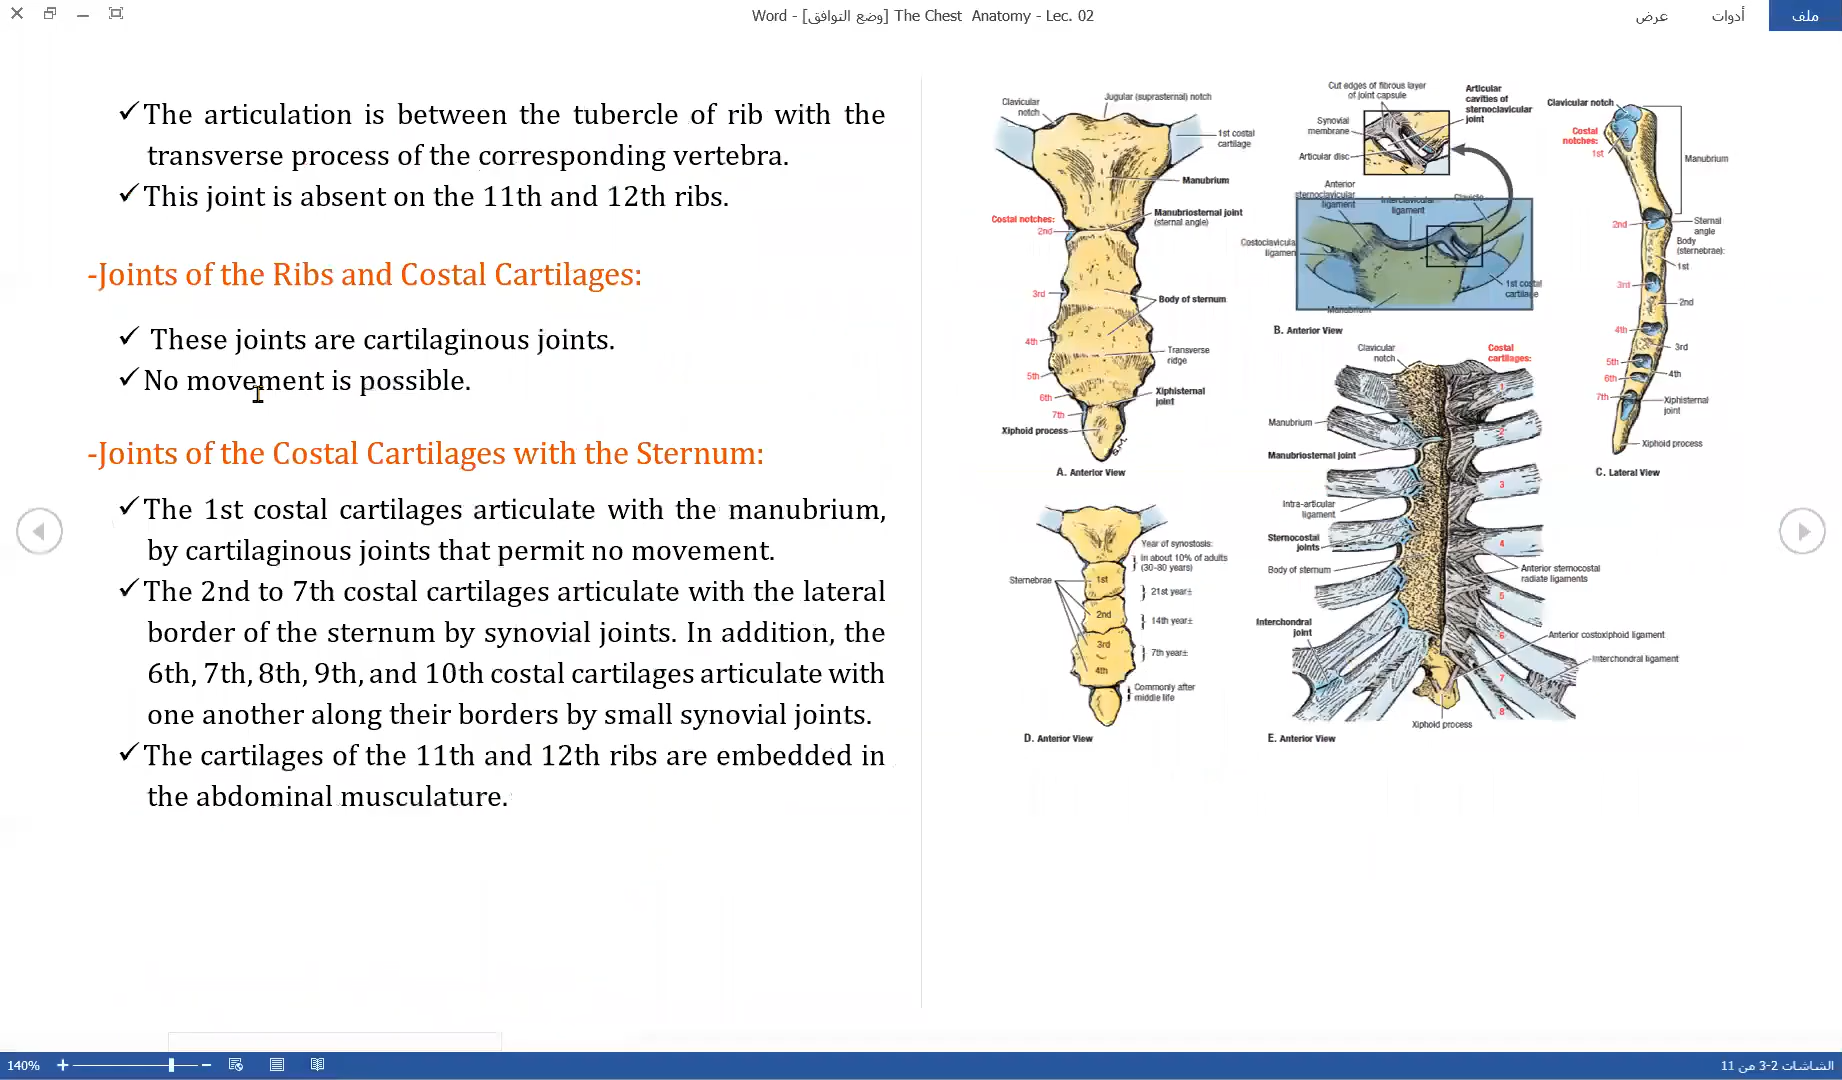 Word - [وضع التوافق] The Chest Anatomy - Lec. 02
عرض
أدوات
ملف
✓ The articulation is between the tubercle of rib with the
transverse process of the corresponding vertebra.
✓ This joint is absent on the 11th and 12th ribs.
-Joints of the Ribs and Costal Cartilages:
✓ These joints are cartilaginous joints.
✓ No movement is possible.
-Joints of the Costal Cartilages with the Sternum:
✓ The 1st costal cartilages articulate with the manubrium,
by cartilaginous joints that permit no movement.
✓ The 2nd to 7th costal cartilages articulate with the lateral
border of the sternum by synovial joints. In addition, the
6th, 7th, 8th, 9th, and 10th costal cartilages articulate with
one another along their borders by small synovial joints.
✓ The cartilages of the 11th and 12th ribs are embedded in
the abdominal musculature.
Clavicular
notch
Jugular (suprasternal) notch
1st costal
cartilage
Manubrium
Costal notches:
2nd
Manubriosternal joint
(sternal angle)
3rd
Body of sternum
4th
Transverse
ridge
5th
6th
7th
Xiphisternal
joint
Xiphoid process
A. Anterior View
Cut edges of fibrous layer
of joint capsule
Articular
cavities of
sternoclavicular
joint
Synovial
membrane
Articular disc
Anterior
sternoclavicular
ligament
Interclavicular
ligament
Clavicle
Costoclavicular
ligament
1st costal
cartilage
Manubrium
B. Anterior View
Clavicular notch
Costal
notches:
1st
Manubrium
2nd
Sternal
angle
Body
(sternebrae):
1st
3rd
2nd
4th
3rd
5th
4th
6th
7th
Xiphisternal
joint
Xiphoid process
C. Lateral View
Year of synostosis:
In about 10% of adults
(30-80 years)
Sternebrae
1st
21st year±
2nd
14th year±
3rd
7th year±
4th
Commonly after
middle life
D. Anterior View
Clavicular
notch
Costal
cartilages:
1
Manubrium
2
Manubriosternal joint
3
Intra-articular
ligament
Sternocostal
joints
4
Body of sternum
Anterior sternocostal
radiate ligaments
5
Interchondral
joint
6
Anterior costoxiphoid ligament
Interchondral ligament
7
8
Xiphoid process
E. Anterior View
140%
الشاشات 2-3 من 11